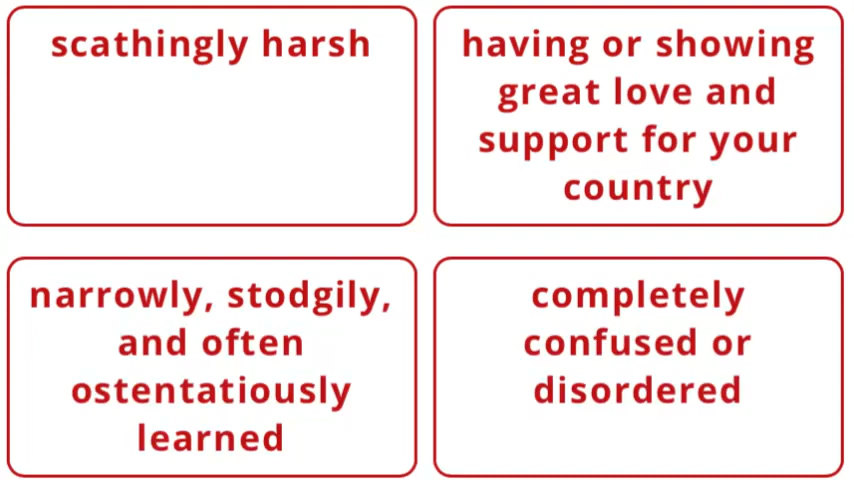 scathingly harsh
having or showing
great love and
support for your
country
narrowly, stodgily,
and often
ostentatiously
learned
completely
confused or
disordered